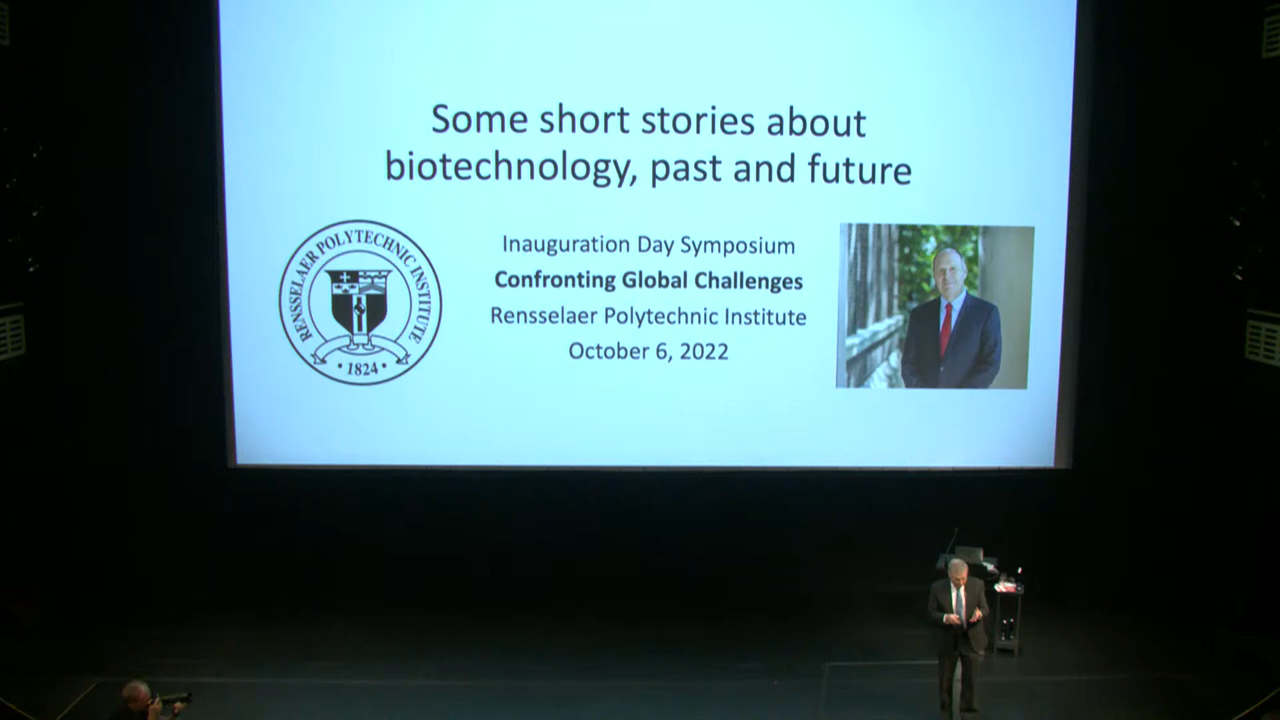 Some short stories about
biotechnology, past and future
Inauguration Day Symposium
Confronting Global Challenges
Rensselaer Polytechnic Institute
October 6, 2022
RENSSELAER POLYTECHNIC INSTITUTE
• 1824 •